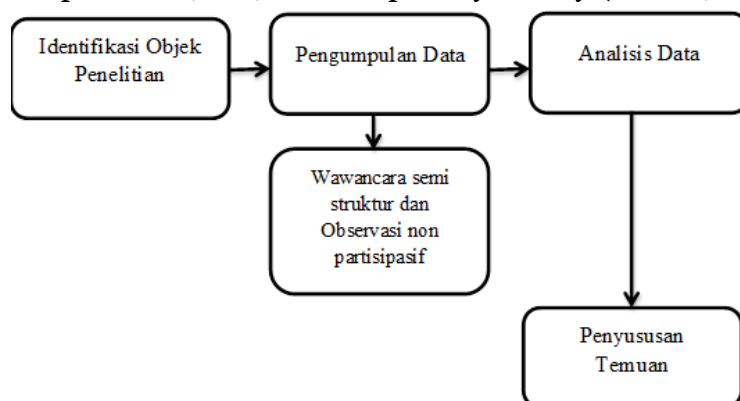 Identifikasi Objek
Penelitian
Pengumpulan Data
Analisis Data
Wawancara semi
struktur dan
Observasi non
partisipasif
Penyususan
Temuan